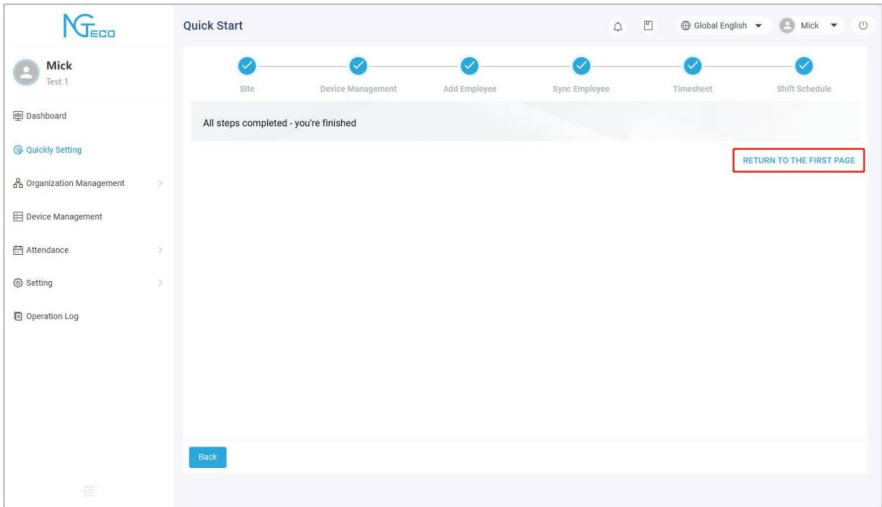 NGTECO
Quick Start
Global English
Mick
Mick
Test 1
Site
Device Management
Add Employee
Sync Employee
Timesheet
Shift Schedule
Dashboard
All steps completed - you're finished
Quickly Setting
RETURN TO THE FIRST PAGE
Organization Management
Device Management
Attendance
Setting
Operation Log
Back